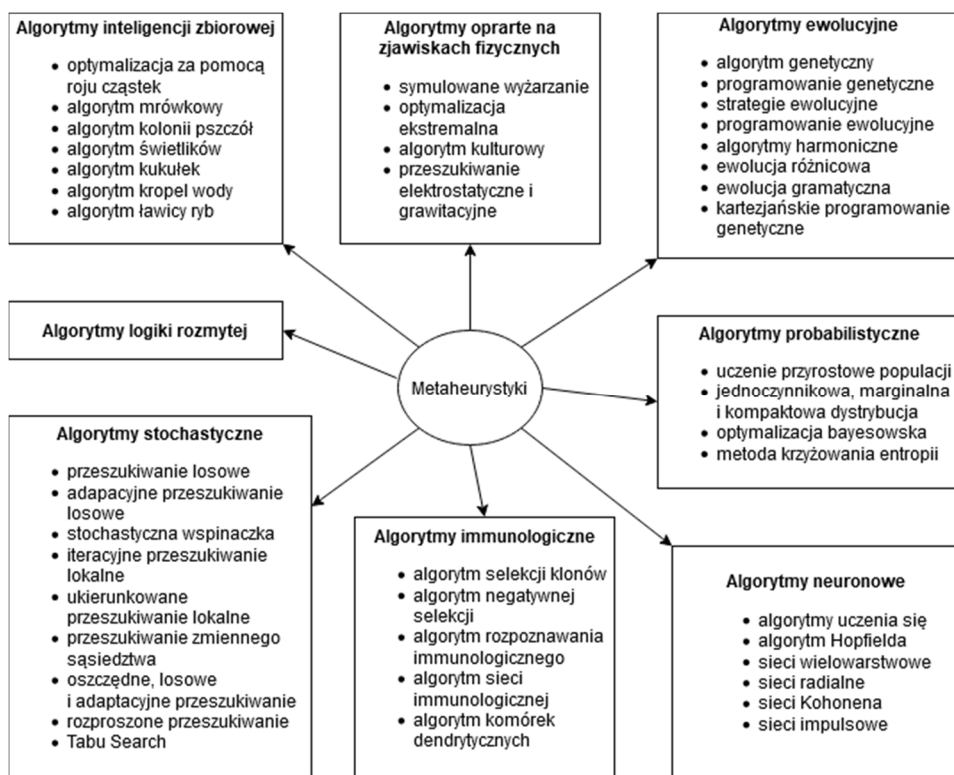 Algorytmy inteligencji zbiorowej
• optymalizacja za pomocą
roju cząstek
• algorytm mrówkowy
• algorytm kolonii pszczół
• algorytm świetlików
• algorytm kukułek
• algorytm kropel wody
• algorytm ławicy ryb
Algorytmy oprarte na
zjawiskach fizycznych
• symulowane wyżarzanie
• optymalizacja
ekstremalna
• algorytm kulturowy
• przeszukiwanie
elektrostatyczne i
grawitacyjne
Algorytmy ewolucyjne
• algorytm genetyczny
• programowanie genetyczne
• strategie ewolucyjne
• programowanie ewolucyjne
• algorytmy harmoniczne
• ewolucja różnicowa
• ewolucja gramatyczna
• kartezjańskie programowanie
genetyczne
Algorytmy logiki rozmytej
Metaheurystyki
Algorytmy probabilistyczne
• uczenie przyrostowe populacji
• jednoczynnikowa, marginalna
i kompaktowa dystrybucja
• optymalizacja bayesowska
• metoda krzyżowania entropii
Algorytmy stochastyczne
• przeszukiwanie losowe
• adapacyjne przeszukiwanie
losowe
• stochastyczna wspinaczka
• iteracyjne przeszukiwanie
lokalne
• ukierunkowane
przeszukiwanie lokalne
• przeszukiwanie zmiennego
sąsiedztwa
• oszczędne, losowe
i adaptacyjne przeszukiwanie
• rozproszone przeszukiwanie
• Tabu Search
Algorytmy immunologiczne
• algorytm selekcji klonów
• algorytm negatywnej
selekcji
• algorytm rozpoznawania
immunologicznego
• algorytm sieci
immunologicznej
• algorytm komórek
dendrytycznych
Algorytmy neuronowe
• algorytmy uczenia się
• algorytm Hopfielda
• sieci wielowarstwowe
• sieci radialne
• sieci Kohonena
• sieci impulsowe